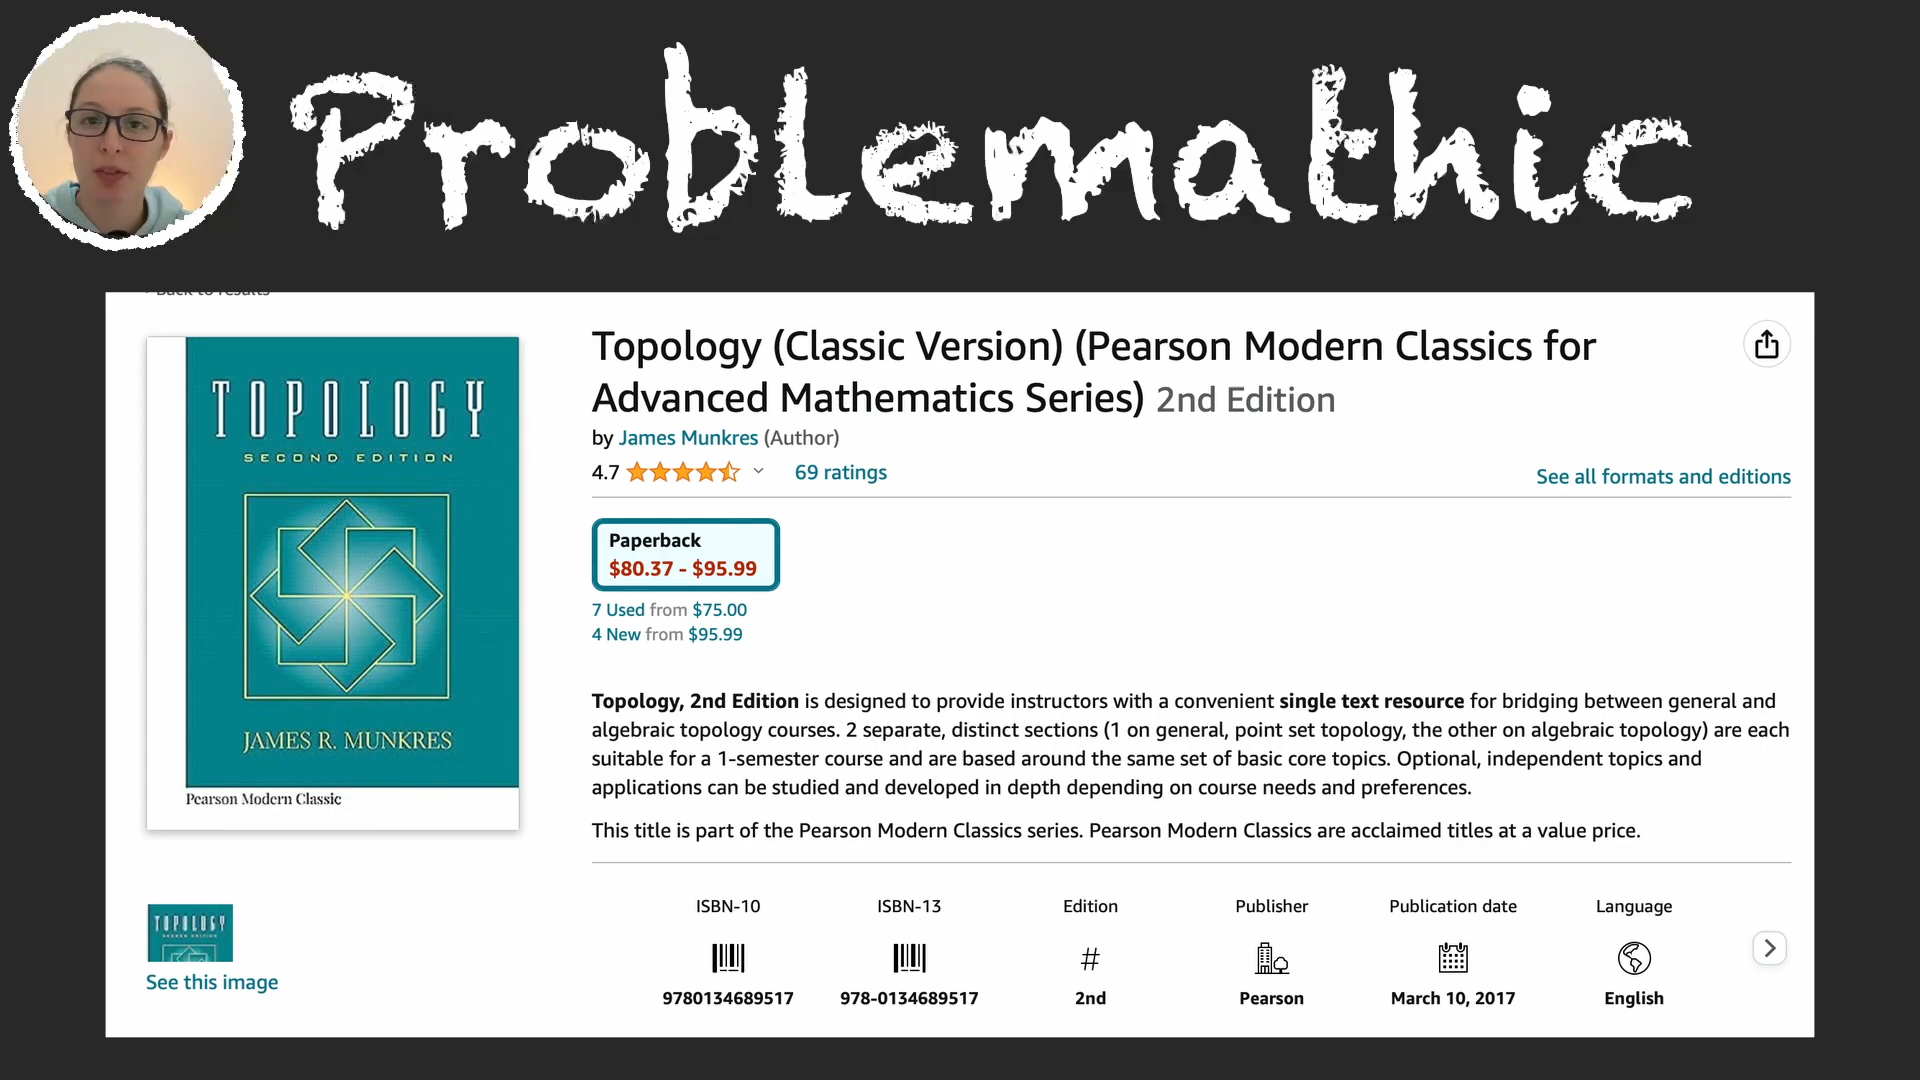 Problemathic
Back to results
Topology (Classic Version) (Pearson Modern Classics for
Advanced Mathematics Series) 2nd Edition
by James Munkres (Author)
4.7 69 ratings
See all formats and editions
Paperback
$80.37 - $95.99
7 Used from $75.00
4 New from $95.99
Topology, 2nd Edition is designed to provide instructors with a convenient single text resource for bridging between general and
algebraic topology courses. 2 separate, distinct sections (1 on general, point set topology, the other on algebraic topology) are each
suitable for a 1-semester course and are based around the same set of basic core topics. Optional, independent topics and
applications can be studied and developed in depth depending on course needs and preferences.
This title is part of the Pearson Modern Classics series. Pearson Modern Classics are acclaimed titles at a value price.
TOPOLOGY
SECOND EDITION
JAMES R. MUNKRES
Pearson Modern Classic
TOPOLOGY
SECOND EDITION
See this image
ISBN-10
9780134689517
ISBN-13
978-0134689517
Edition
#
2nd
Publisher
Pearson
Publication date
March 10, 2017
Language
English